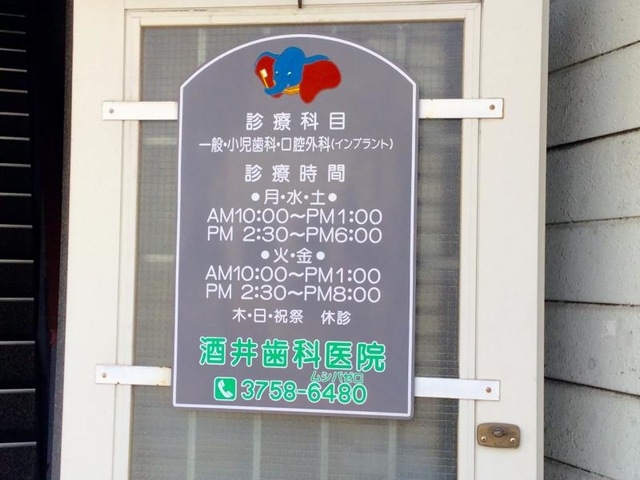 診療科目
一般・小児歯科・口腔外科(インプラント)
診療時間
●月・水・土●
AM10:00〜PM1:00
PM 2:30〜PM6:00
●火・金●
AM10:00〜PM1:00
PM 2:30〜PM8:00
木・日・祝祭 休診
酒井歯科医院
ムシバゼロ
3758-6480